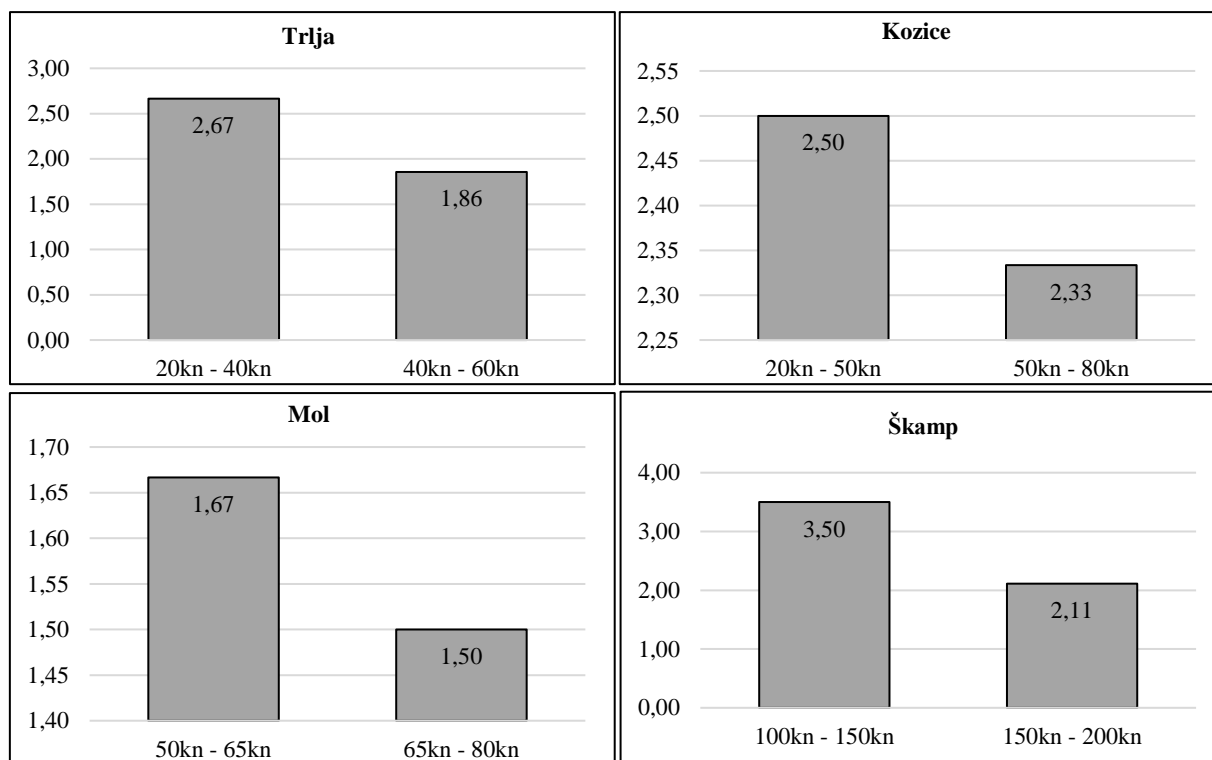 Trlja
3,00
2,50
2,00
1,50
1,00
0,50
0,00
2,67
1,86
20kn - 40kn
40kn - 60kn
Kozice
2,55
2,50
2,45
2,40
2,35
2,30
2,25
2,50
2,33
20kn - 50kn
50kn - 80kn
Mol
1,70
1,65
1,60
1,55
1,50
1,45
1,40
1,67
1,50
50kn - 65kn
65kn - 80kn
Škamp
4,00
3,00
2,00
1,00
0,00
3,50
2,11
100kn - 150kn
150kn - 200kn